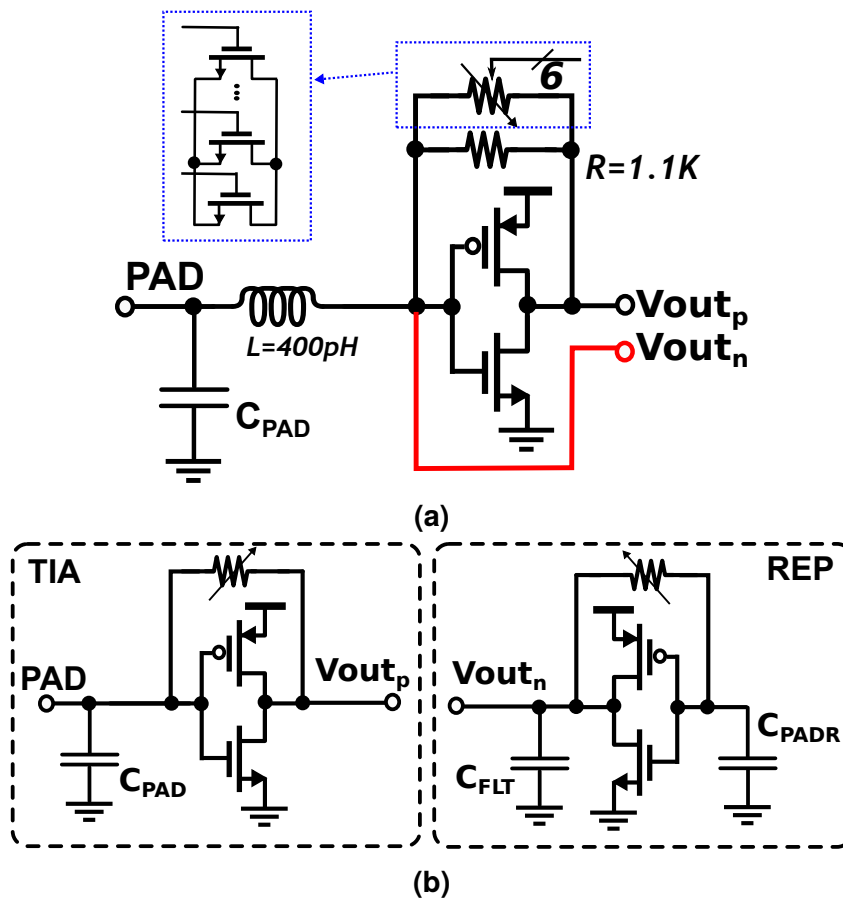 6
R=1.1K
PAD
L=400pH
Voutp
Voutn
CPAD
(a)
TIA
REP
PAD
Voutp
Voutn
CPAD
CFLT
CPADR
(b)